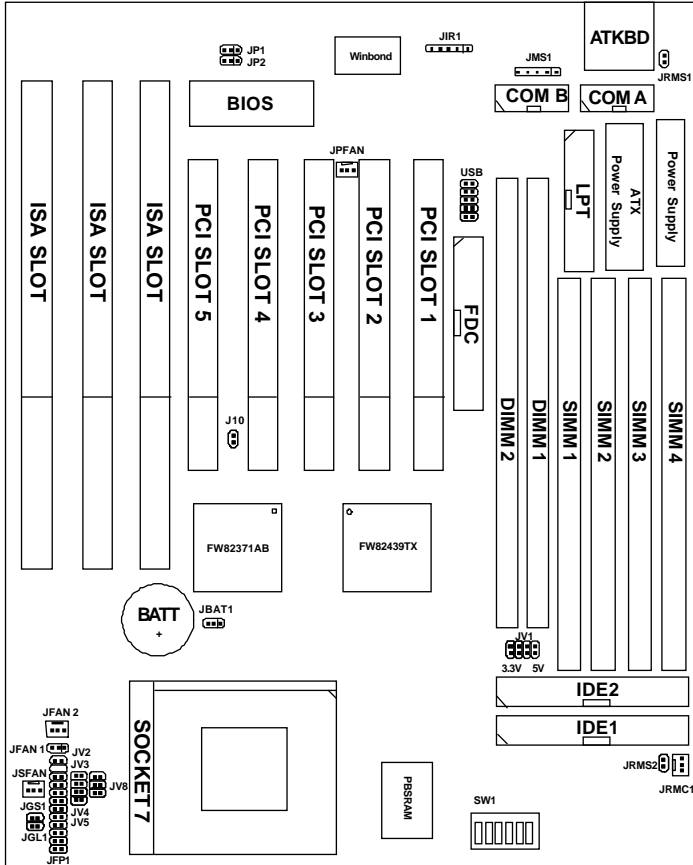 JP1
JP2
Winbond
JIR1
JMS1
ATKBD
JRMS1
BIOS
COM B
COM A
JPFAN
USB
ISA SLOT
ISA SLOT
ISA SLOT
PCI SLOT 5
PCI SLOT 4
PCI SLOT 3
PCI SLOT 2
PCI SLOT 1
FDC
LPT
ATX
Power Supply
Power Supply
DIMM 2
DIMM 1
SIMM 1
SIMM 2
SIMM 3
SIMM 4
J10
FW82371AB
FW82439TX
BATT
+
JBAT1
JV1
3.3V 5V
IDE2
IDE1
JFAN 2
JFAN 1
JV2
JV3
JSFAN
JV8
JGS1
JV4
JV5
JGL1
JFP1
SOCKET 7
PBSRAM
SW1
JRMS2
JRMC1